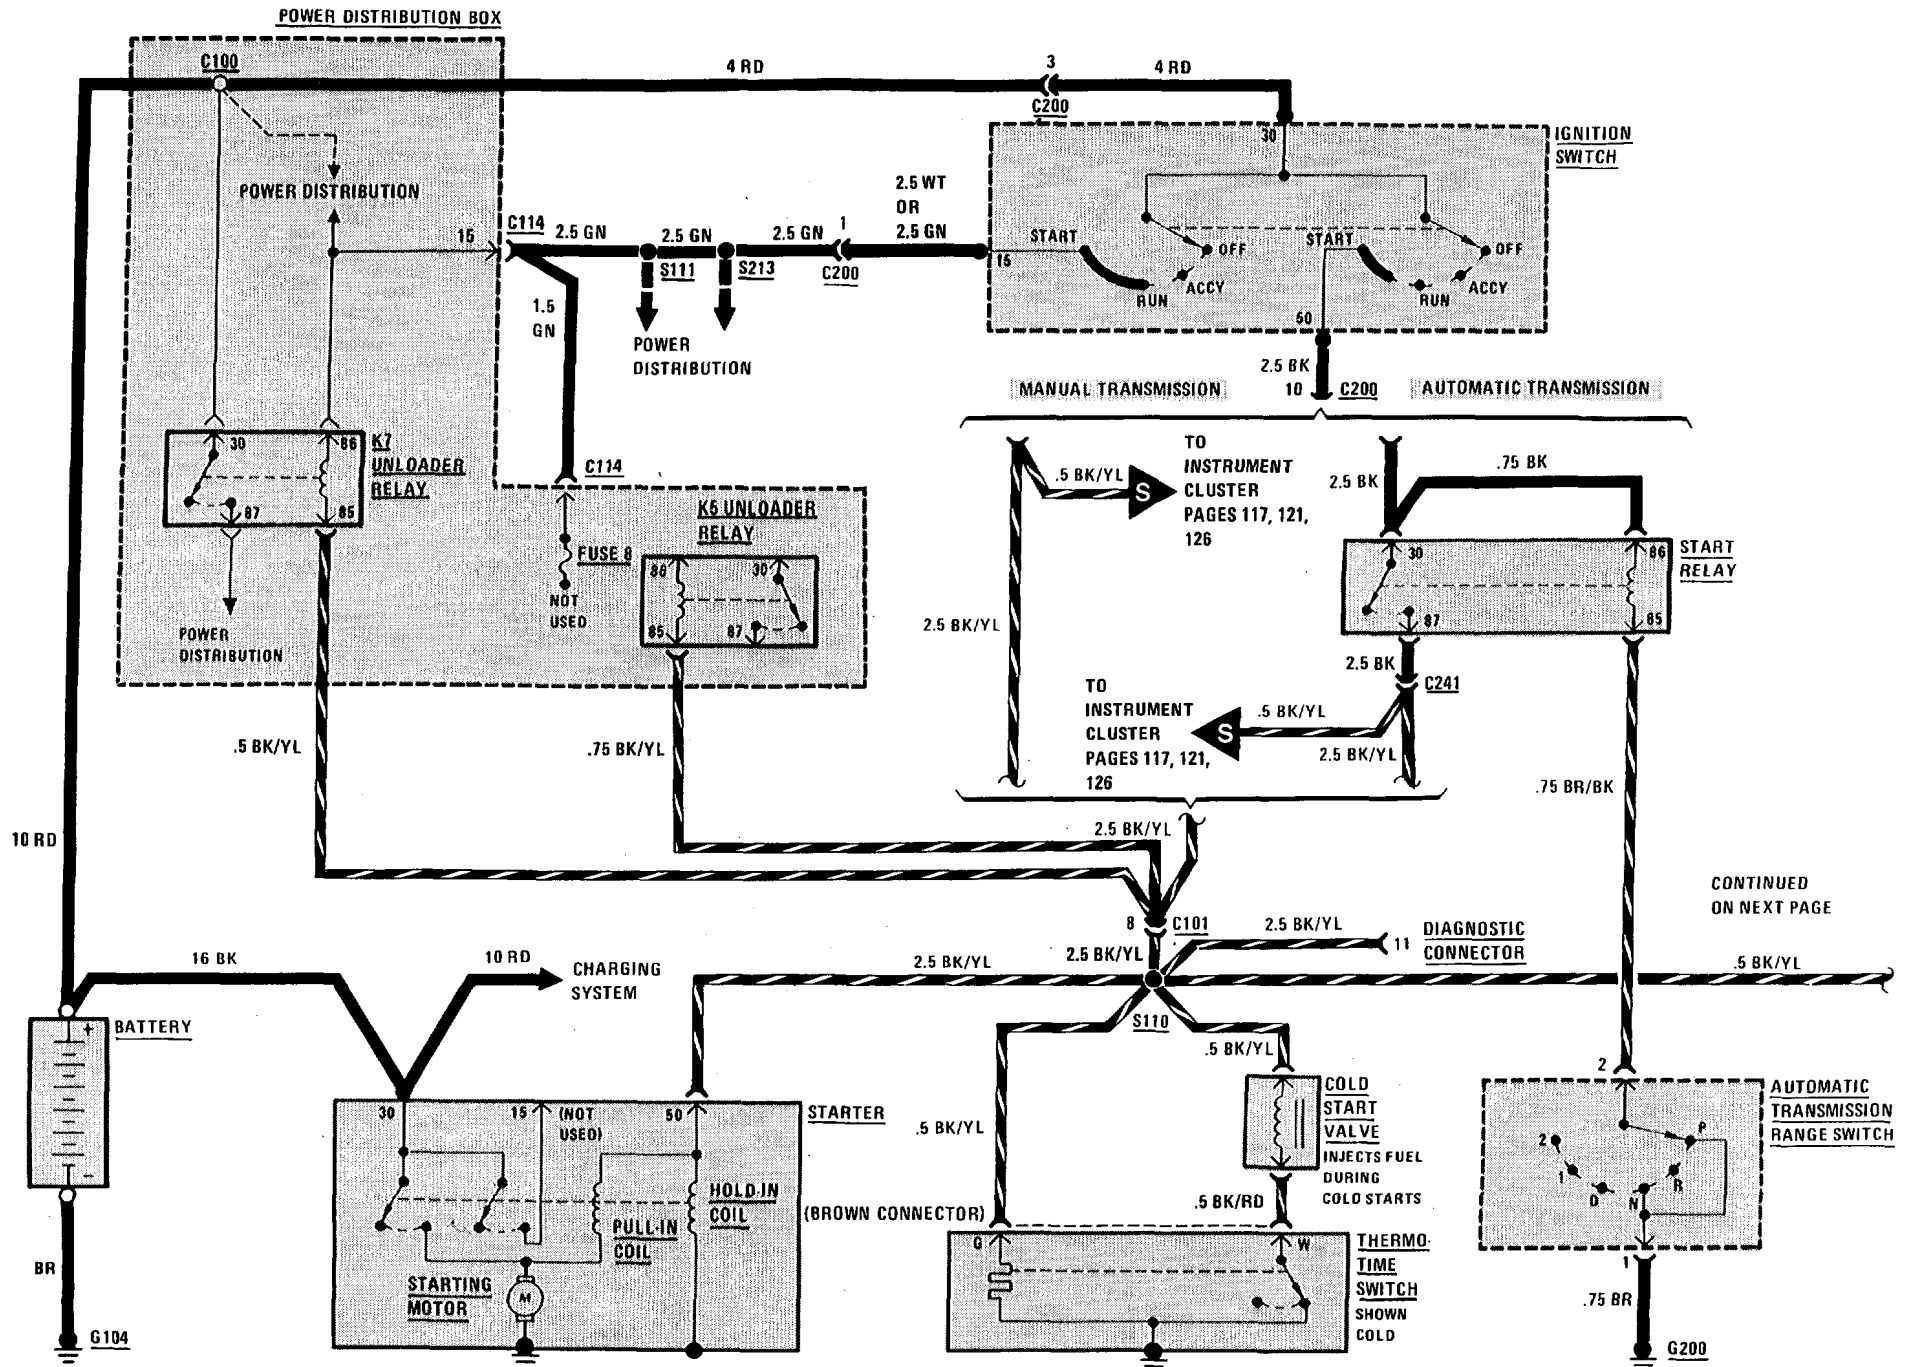 POWER DISTRIBUTION BOX
C100
4 RD
3
4 RD
C200
30
IGNITION
SWITCH
POWER DISTRIBUTION
15
C114
2.5 GN
2.5 GN
2.5 GN
1
2.5 WT
OR
2.5 GN
S111
S213
C200
15
START
OFF
ACCY
RUN
START
OFF
ACCY
RUN
50
1.5
GN
POWER
DISTRIBUTION
2.5 BK
10
C200
MANUAL TRANSMISSION
AUTOMATIC TRANSMISSION
30
86
K7
UNLOADER
RELAY
87
85
C114
K5 UNLOADER
RELAY
FUSE 8
NOT
USED
86
30
85
87
POWER
DISTRIBUTION
.5 BK/YL
S
TO
INSTRUMENT
CLUSTER
PAGES 117, 121,
126
2.5 BK
.75 BK
30
86
START
RELAY
87
85
2.5 BK/YL
2.5 BK
C241
TO
INSTRUMENT
CLUSTER
PAGES 117, 121,
126
S
.5 BK/YL
2.5 BK/YL
.5 BK/YL
.75 BK/YL
.75 BR/BK
10 RD
2.5 BK/YL
CONTINUED
ON NEXT PAGE
8
C101
2.5 BK/YL
2.5 BK/YL
11
DIAGNOSTIC
CONNECTOR
16 BK
10 RD
CHARGING
SYSTEM
2.5 BK/YL
.5 BK/YL
S110
BATTERY
+
-
.5 BK/YL
2
30
15
(NOT
USED)
50
STARTER
.5 BK/YL
COLD
START
VALVE
INJECTS FUEL
DURING
COLD STARTS
AUTOMATIC
TRANSMISSION
RANGE SWITCH
P
2
1
D
N
R
HOLD-IN
COIL
PULL-IN
COIL
(BROWN CONNECTOR)
.5 BK/RD
G
W
THERMO-
TIME
SWITCH
SHOWN
COLD
BR
STARTING
MOTOR
M
1
.75 BR
G104
G200